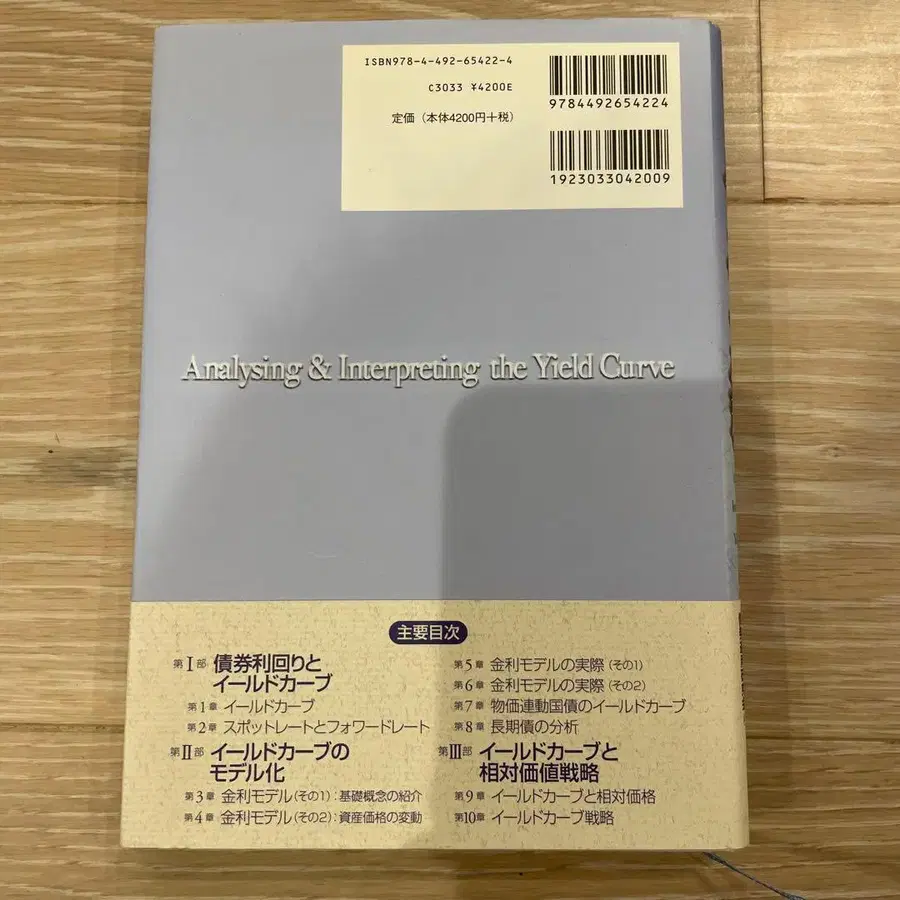 ISBN978-4-492-65422-4
C3033 ¥4200E
定価（本体4200円＋税）
9784492654224
1923033042009
Analysing & Interpreting the Yield Curve
主要目次
第Ⅰ部 債券利回りと
イールドカーブ
第1章 イールドカーブ
第2章 スポットレートとフォワードレート
第Ⅱ部 イールドカーブの
モデル化
第3章 金利モデル（その1）：基礎概念の紹介
第4章 金利モデル（その2）：資産価格の変動
第5章 金利モデルの実際（その1）
第6章 金利モデルの実際（その2）
第7章 物価連動国債のイールドカーブ
第8章 長期債の分析
第Ⅲ部 イールドカーブと
相対価値戦略
第9章 イールドカーブと相対価格
第10章 イールドカーブ戦略